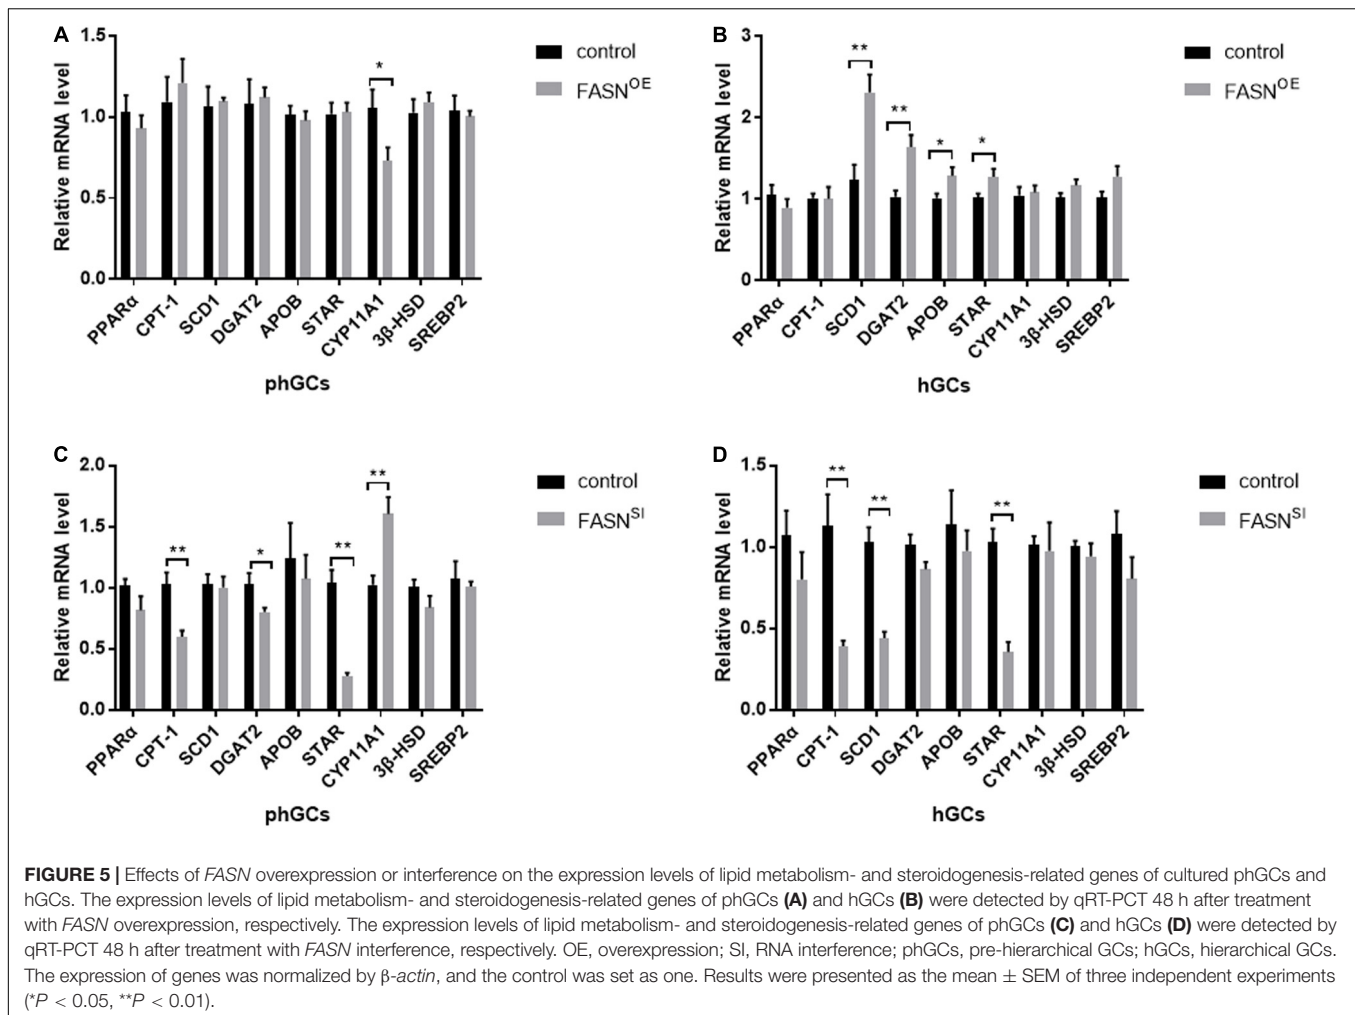 A
Relative mRNA level
1.5
1.0
0.5
0.0
*
control
FASN^OE
PPARα
CPT-1
SCD1
DGAT2
APOB
STAR
CYP11A1
3β-HSD
SREBP2
phGCs
B
Relative mRNA level
3
2
1
0
**
**
*
*
control
FASN^OE
PPARα
CPT-1
SCD1
DGAT2
APOB
STAR
CYP11A1
3β-HSD
SREBP2
hGCs
C
Relative mRNA level
2.0
1.5
1.0
0.5
0.0
**
*
**
**
control
FASN^SI
PPARα
CPT-1
SCD1
DGAT2
APOB
STAR
CYP11A1
3β-HSD
SREBP2
phGCs
D
Relative mRNA level
1.5
1.0
0.5
0.0
**
**
**
control
FASN^SI
PPARα
CPT-1
SCD1
DGAT2
APOB
STAR
CYP11A1
3β-HSD
SREBP2
hGCs
FIGURE 5 | Effects of FASN overexpression or interference on the expression levels of lipid metabolism- and steroidogenesis-related genes of cultured phGCs and
hGCs. The expression levels of lipid metabolism- and steroidogenesis-related genes of phGCs (A) and hGCs (B) were detected by qRT-PCT 48 h after treatment
with FASN overexpression, respectively. The expression levels of lipid metabolism- and steroidogenesis-related genes of phGCs (C) and hGCs (D) were detected by
qRT-PCT 48 h after treatment with FASN interference, respectively. OE, overexpression; SI, RNA interference; phGCs, pre-hierarchical GCs; hGCs, hierarchical GCs.
The expression of genes was normalized by β-actin, and the control was set as one. Results were presented as the mean ± SEM of three independent experiments
(*P < 0.05, **P < 0.01).